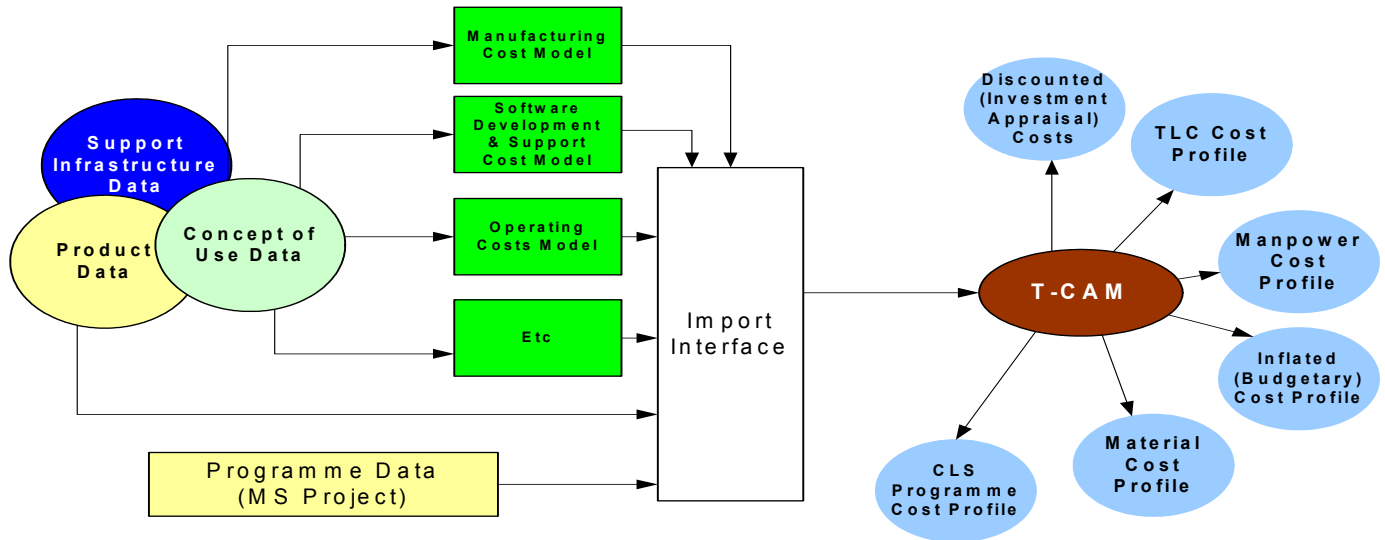 Manufacturing
Cost Model
Software
Development
& Support
Cost Model
Operating
Costs Model
Etc
Support
Infrastructure
Data
Product
Data
Concept of
Use Data
Programme Data
(MS Project)
Import
Interface
T-CAM
Discounted
(Investment
Appraisal)
Costs
TLC Cost
Profile
Manpower
Cost
Profile
Inflated
(Budgetary)
Cost Profile
Material
Cost
Profile
CLS
Programme
Cost Profile